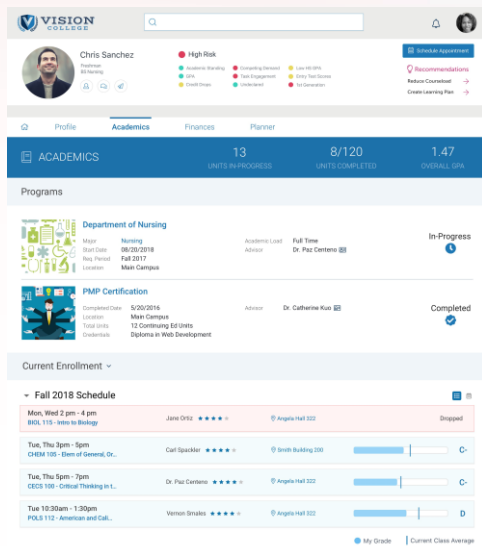 VISION
COLLEGE
Chris Sanchez
Freshman
BS Nursing
High Risk
Academic Standing
Competing Demand
Low HS GPA
GPA
Task Engagement
Entry Test Scores
Credit Drops
Undeclared
1st Generation
Schedule Appointment
Recommendations
Reduce Courseload
Create Learning Plan
Profile
Academics
Finances
Planner
ACADEMICS
13
UNITS IN-PROGRESS
8/120
UNITS COMPLETED
1.47
OVERALL GPA
Programs
Department of Nursing
Major Nursing
Start Date 08/20/2018
Req. Period Fall 2017
Location Main Campus
Academic Load Full Time
Advisor Dr. Paz Centeno
In-Progress
PMP Certification
Completed Date 5/20/2016
Location Main Campus
Total Units 12 Continuing Ed Units
Credentials Diploma in Web Development
Advisor Dr. Catherine Kuo
Completed
Current Enrollment
Fall 2018 Schedule
Mon, Wed 2 pm - 4 pm
BIOL 115 - Intro to Biology
Jane Ortiz
Angela Hall 322
Dropped
Tue, Thu 3pm - 5pm
CHEM 105 - Elem of General, Or...
Carl Spackler
Smith Building 200
C-
Tue, Thu 5pm - 7pm
CECS 100 - Critical Thinking in t...
Dr. Paz Centeno
Angela Hall 322
C-
Tue 10:30am - 1:30pm
POLS 112 - American and Cali...
Vernon Smales
Angela Hall 322
D
My Grade
Current Class Average